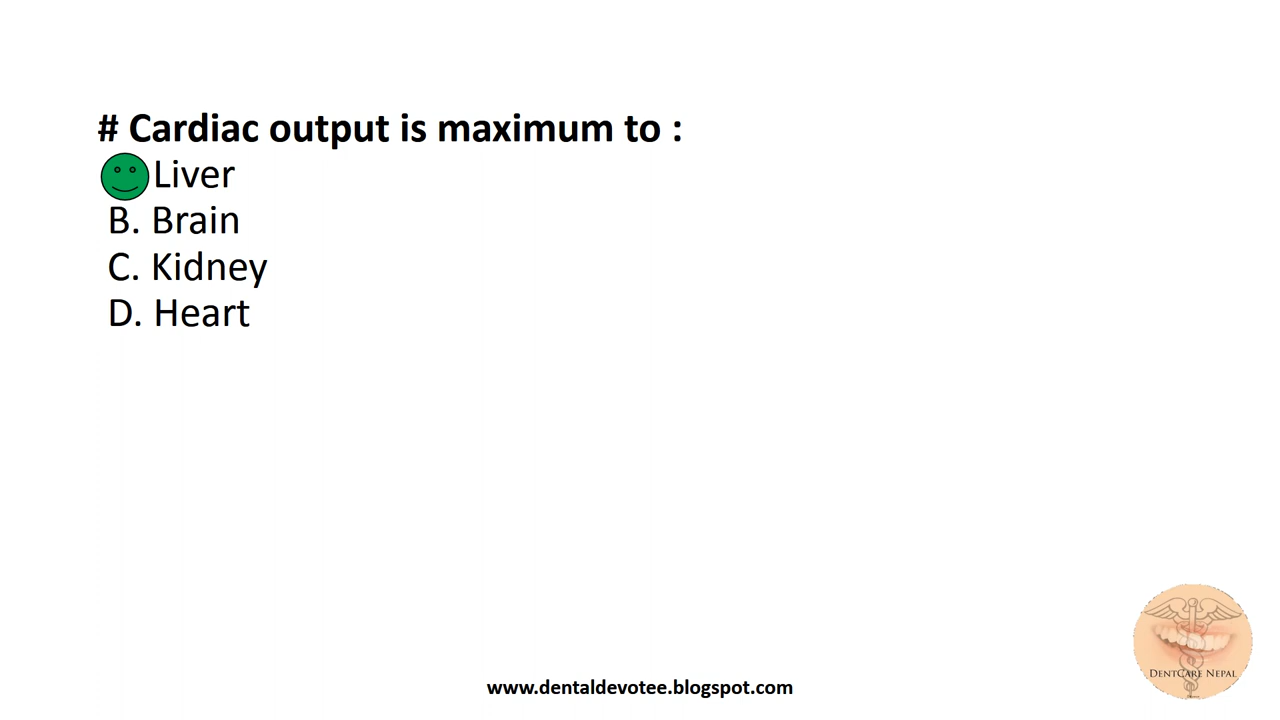 # Cardiac output is maximum to :
Liver
B. Brain
C. Kidney
D. Heart
DentCare Nepal
www.dentaldevotee.blogspot.com